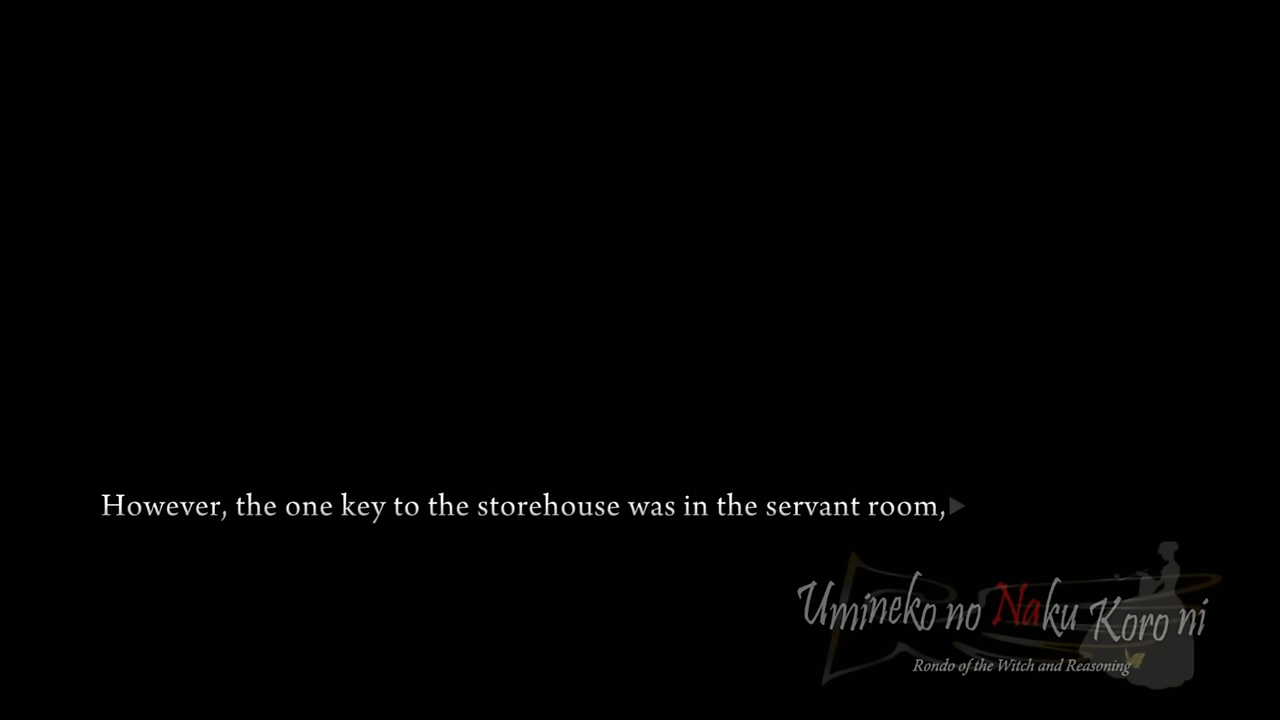 However, the one key to the storehouse was in the servant room,
Umineko no Naku Koro ni
Rondo of the Witch and Reasoning